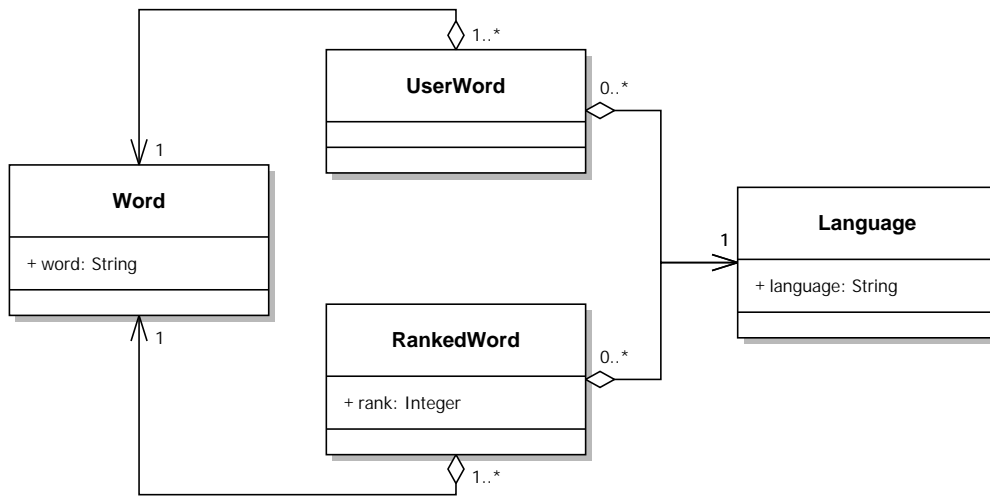 1..*
UserWord
0..*
1
Word
+ word: String
1
Language
+ language: String
1
RankedWord
+ rank: Integer
0..*
1..*